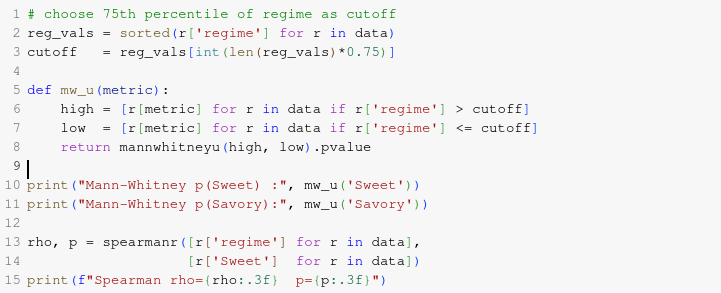 1 # choose 75th percentile of regime as cutoff
2 reg_vals = sorted(r['regime'] for r in data)
3 cutoff   = reg_vals[int(len(reg_vals)*0.75)]
4
5 def mw_u(metric):
6     high = [r[metric] for r in data if r['regime'] > cutoff]
7     low  = [r[metric] for r in data if r['regime'] <= cutoff]
8     return mannwhitneyu(high, low).pvalue
9
10 print("Mann-Whitney p(Sweet) :", mw_u('Sweet'))
11 print("Mann-Whitney p(Savory):", mw_u('Savory'))
12
13 rho, p = spearmanr([r['regime'] for r in data],
14                    [r['Sweet']  for r in data])
15 print(f"Spearman rho={rho:.3f}  p={p:.3f}")